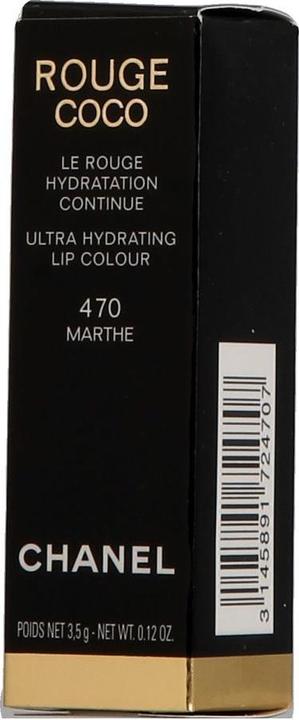 ROUGE
COCO
LE ROUGE
HYDRATATION
CONTINUE
ULTRA HYDRATING
LIP COLOUR
470
MARTHE
CHANEL
POIDS NET 3,5 g - NET WT. 0.12 OZ.
3 145891 724707